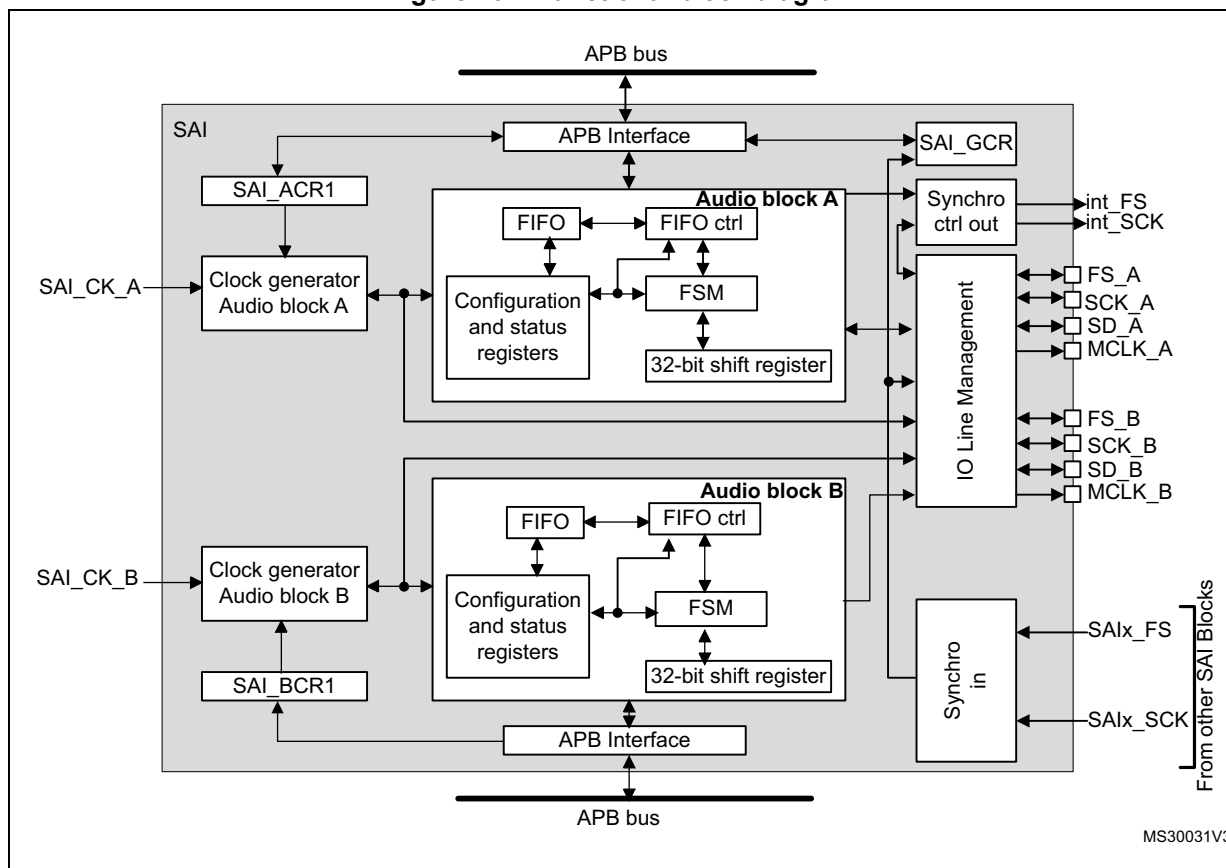 APB bus
SAI
APB Interface
SAI_GCR
SAI_ACR1
Audio block A
Synchro
ctrl out
int_FS
int_SCK
FIFO
FIFO ctrl
SAI_CK_A
Clock generator
Audio block A
Configuration
and status
registers
FSM
32-bit shift register
IO Line Management
FS_A
SCK_A
SD_A
MCLK_A
FS_B
SCK_B
SD_B
MCLK_B
Audio block B
FIFO
FIFO ctrl
SAI_CK_B
Clock generator
Audio block B
Configuration
and status
registers
FSM
32-bit shift register
SAI_BCR1
Synchro
in
SAIx_FS
SAIx_SCK
From other SAI Blocks
APB Interface
APB bus
MS30031V3